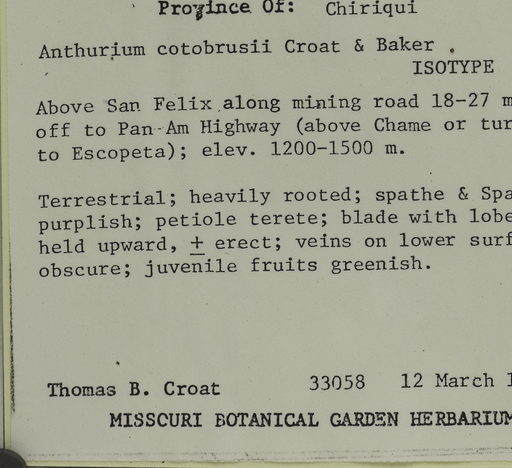 Province Of: Chiriqui
Anthurium cotobrusii Croat & Baker .
ISOTYPE
Above San Felix along mining road 18-27 m
off to Pan-Am Highway (above Chame or tur
to Escopeta); elev. 1200-1500 m.
Terrestrial; heavily rooted; spathe & Spa
purplish; petiole terete; blade with lobe
held upward, ± erect; veins on lower surf
obscure; juvenile fruits greenish.
Thomas B. Croat 33058 12 March 1
MISSCURI BOTANICAL GARDEN HERBARIUM